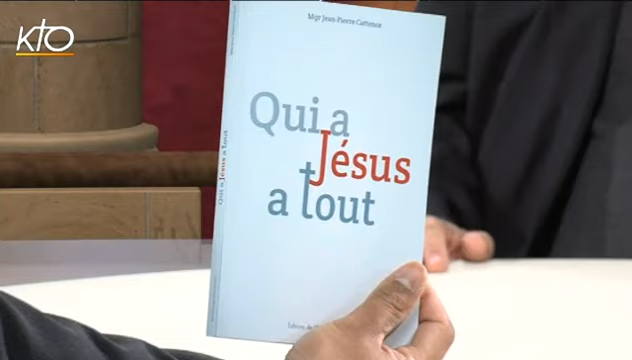 KTO
Mgr Jean-Pierre Cattenoz
Qui a
Jésus
a tout
Qui a Jésus a tout